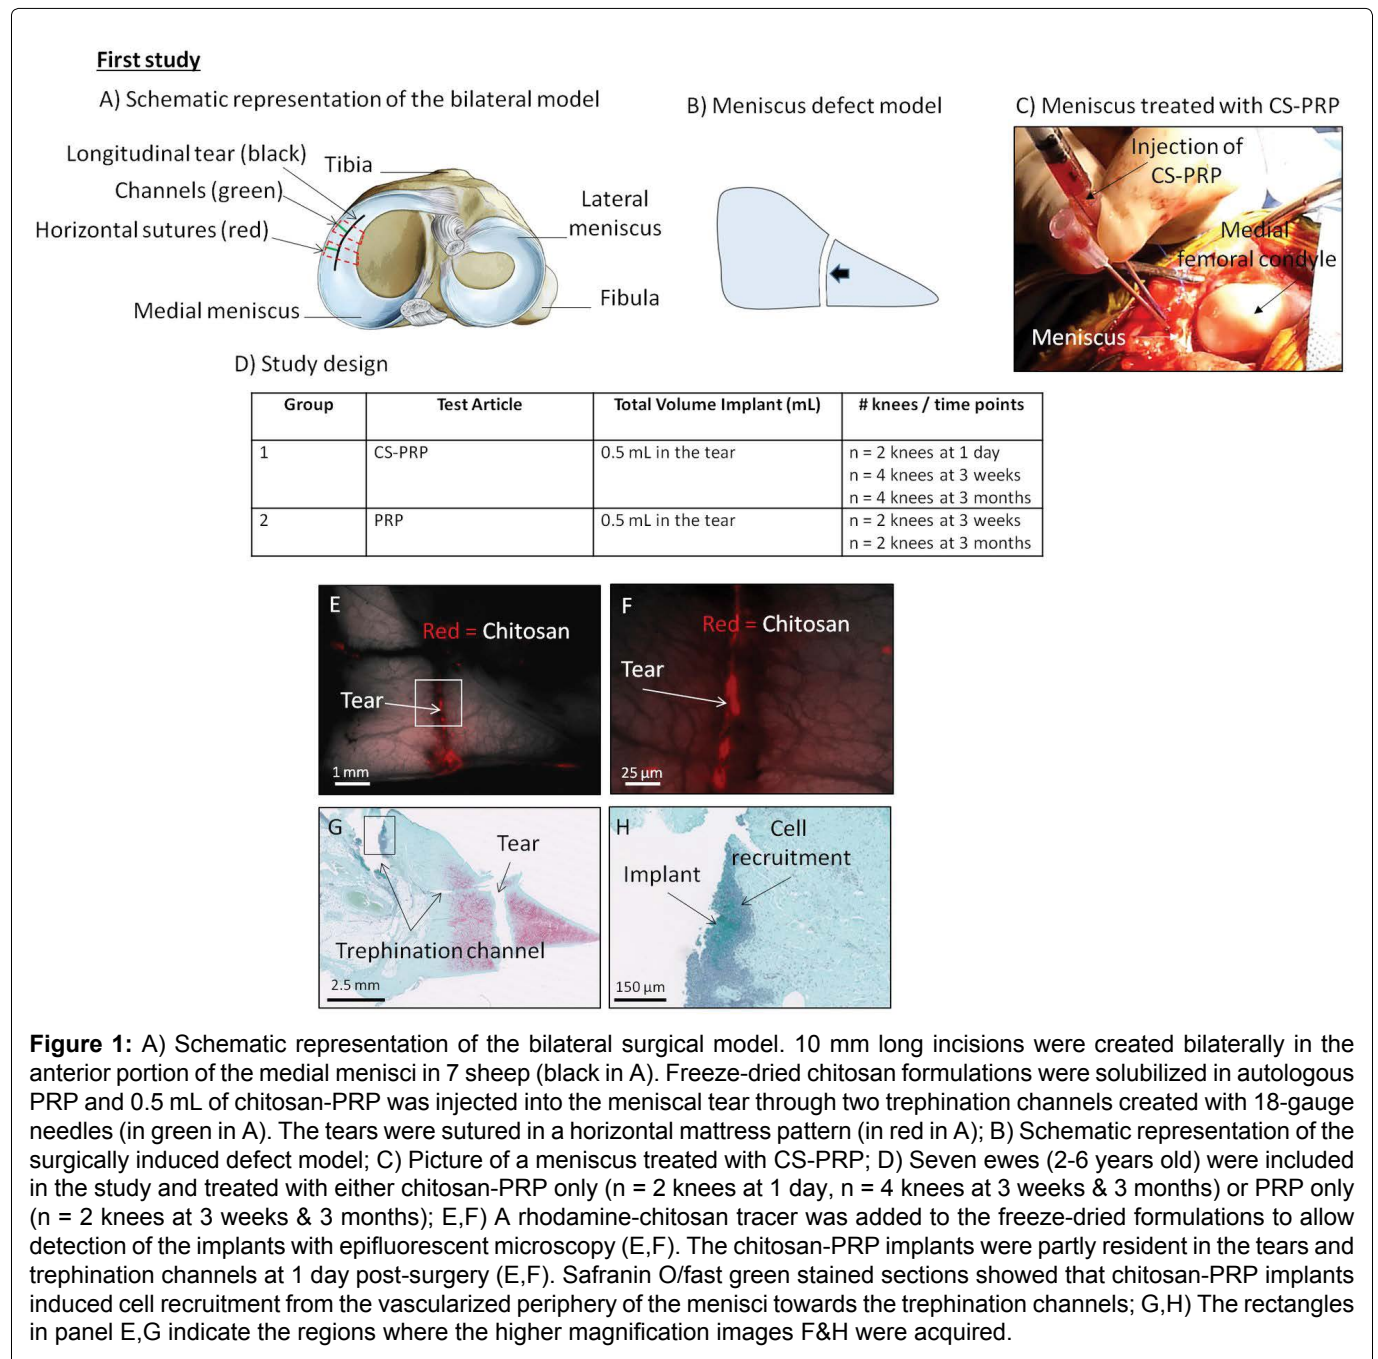 First study
A) Schematic representation of the bilateral model
B) Meniscus defect model
C) Meniscus treated with CS-PRP
Longitudinal tear (black)
Tibia
Channels (green)
Horizontal sutures (red)
Lateral
meniscus
Medial meniscus
Fibula
Injection of
CS-PRP
Medial
femoral condyle
Meniscus
D) Study design
Group Test Article Total Volume Implant (mL) # knees / time points
1 CS-PRP 0.5 mL in the tear n = 2 knees at 1 day
n = 4 knees at 3 weeks
n = 4 knees at 3 months
2 PRP 0.5 mL in the tear n = 2 knees at 3 weeks
n = 2 knees at 3 months
E
Red = Chitosan
Tear
1 mm
F
Red = Chitosan
Tear
25 µm
G
Tear
Trephination channel
2.5 mm
H
Cell
recruitment
Implant
150 µm
Figure 1: A) Schematic representation of the bilateral surgical model. 10 mm long incisions were created bilaterally in the
anterior portion of the medial menisci in 7 sheep (black in A). Freeze-dried chitosan formulations were solubilized in autologous
PRP and 0.5 mL of chitosan-PRP was injected into the meniscal tear through two trephination channels created with 18-gauge
needles (in green in A). The tears were sutured in a horizontal mattress pattern (in red in A); B) Schematic representation of the
surgically induced defect model; C) Picture of a meniscus treated with CS-PRP; D) Seven ewes (2-6 years old) were included
in the study and treated with either chitosan-PRP only (n = 2 knees at 1 day, n = 4 knees at 3 weeks & 3 months) or PRP only
(n = 2 knees at 3 weeks & 3 months); E,F) A rhodamine-chitosan tracer was added to the freeze-dried formulations to allow
detection of the implants with epifluorescent microscopy (E,F). The chitosan-PRP implants were partly resident in the tears and
trephination channels at 1 day post-surgery (E,F). Safranin O/fast green stained sections showed that chitosan-PRP implants
induced cell recruitment from the vascularized periphery of the menisci towards the trephination channels; G,H) The rectangles
in panel E,G indicate the regions where the higher magnification images F&H were acquired.